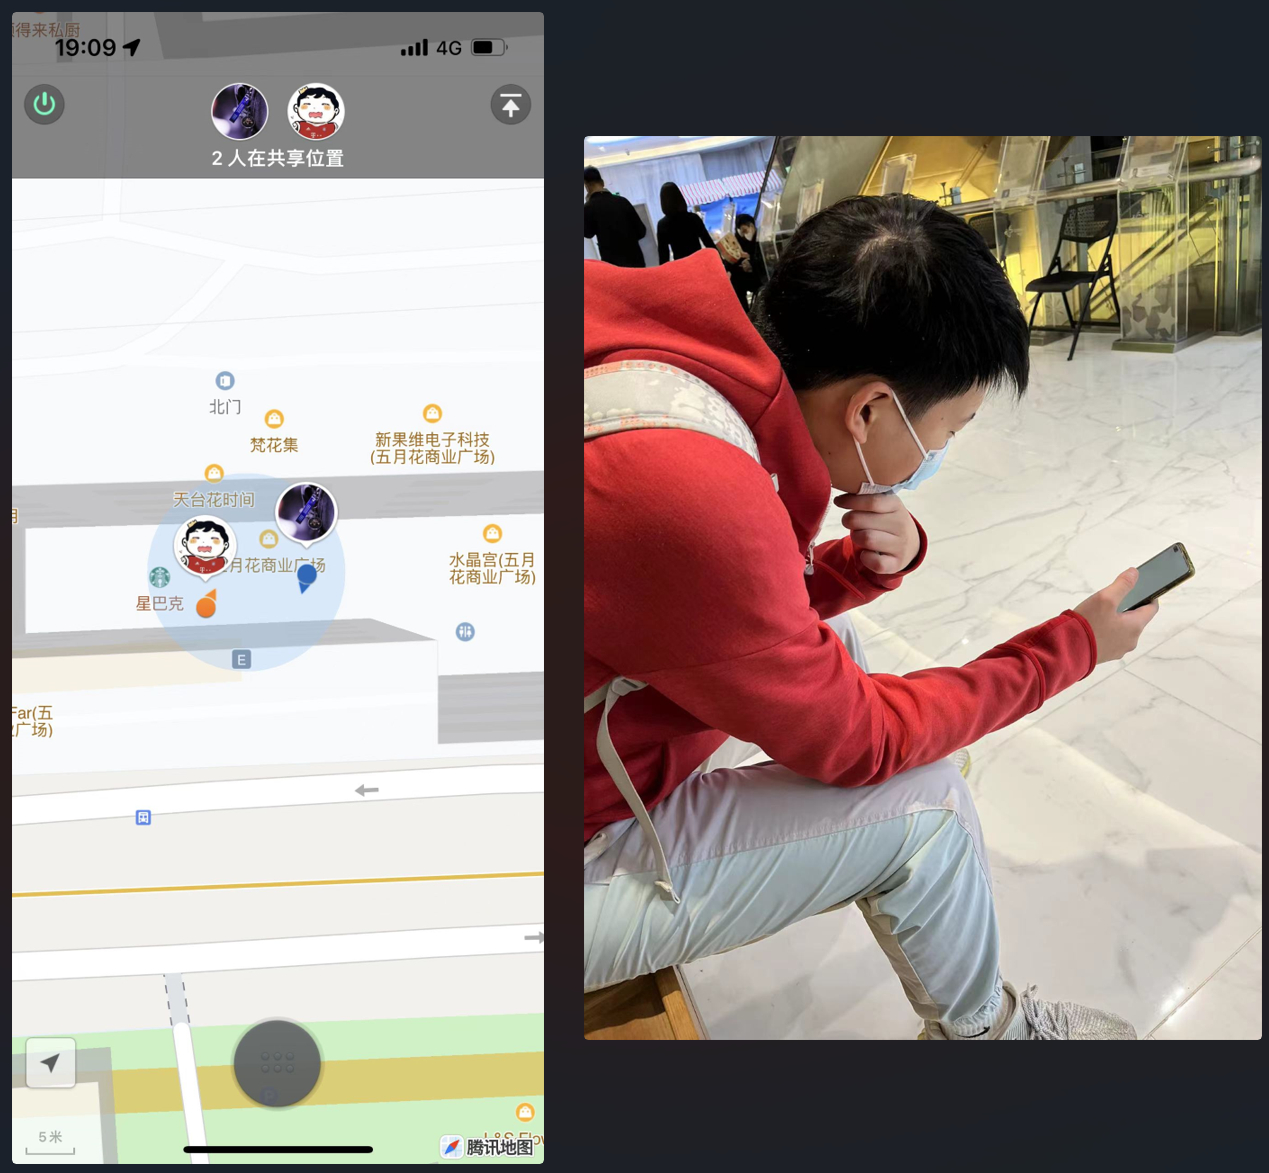 得来私厨
19:09
4G
2 人在共享位置
北门
梵花集
新果维电子科技
(五月花商业广场)
天台花时间
月花商业广场
水晶宫(五月
花商业广场)
星巴克
E
Far(五
广场)
5 米
L&S Flow
腾讯地图